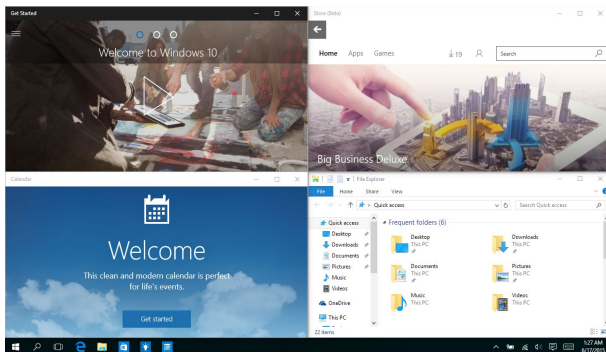 Get Started
Welcome to Windows 10
Store (Beta)
Home Apps Games 19 Search
Big Business Deluxe
Calendar
Welcome
This clean and modern calendar is perfect
for life's events.
Get started
File Explorer
File Home Share View
Quick access
Search Quick access
Quick access
Desktop
Downloads
Documents
Pictures
Music
Videos
OneDrive
This PC
Frequent folders (6)
Desktop
This PC
Downloads
This PC
Documents
This PC
Pictures
This PC
Music
This PC
Videos
This PC
22 items
1:27 AM
6/17/2015